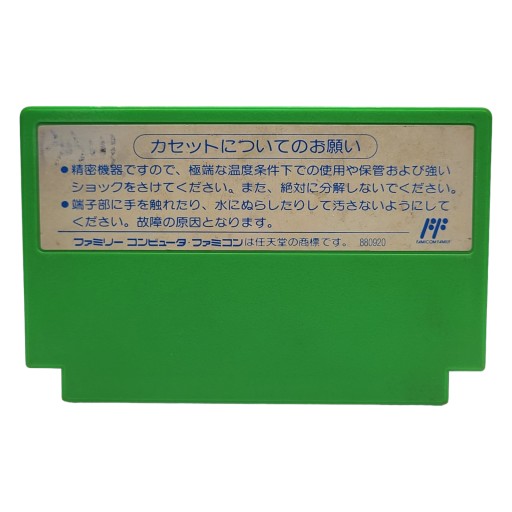 カセットについてのお願い
●精密機器ですので、極端な温度条件下での使用や保管および強い
ショックをさけてください。また、絶対に分解しないでください。
●端子部に手を触れたり、水にぬらしたりして汚さないようにして
ください。故障の原因となります。
ファミリーコンピュータ・ファミコンは任天堂の商標です。 880920
FAMICOM FAMILY